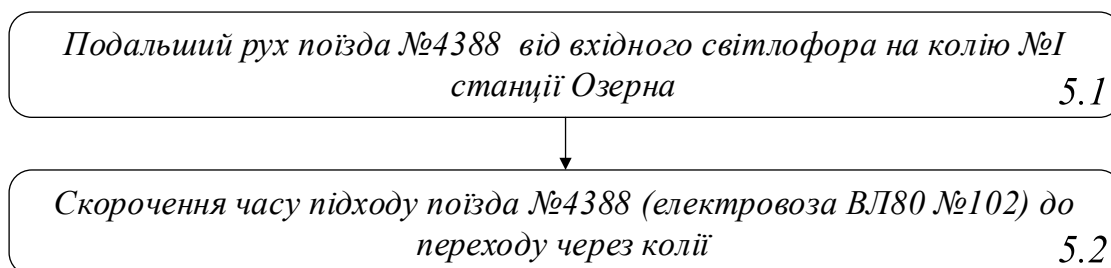 Подальший рух поїзда №4388 від вхідного світлофора на колію №І
станції Озерна
5.1
Скорочення часу підходу поїзда №4388 (електровоза ВЛ80 №102) до
переходу через колії
5.2